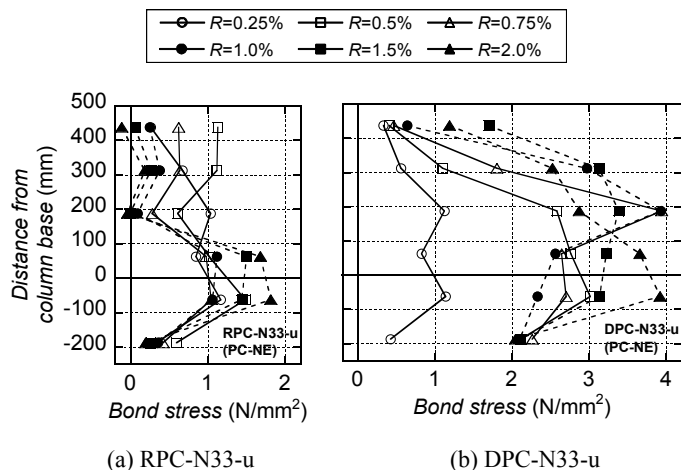 R=0.25% R=0.5% R=0.75%
R=1.0% R=1.5% R=2.0%
Distance from
column base (mm)
500
400
300
200
100
0
-100
-200
RPC-N33-u
(PC-NE)
0 1 2
Bond stress (N/mm²)
(a) RPC-N33-u
DPC-N33-u
(PC-NE)
0 1 2 3 4
Bond stress (N/mm²)
(b) DPC-N33-u